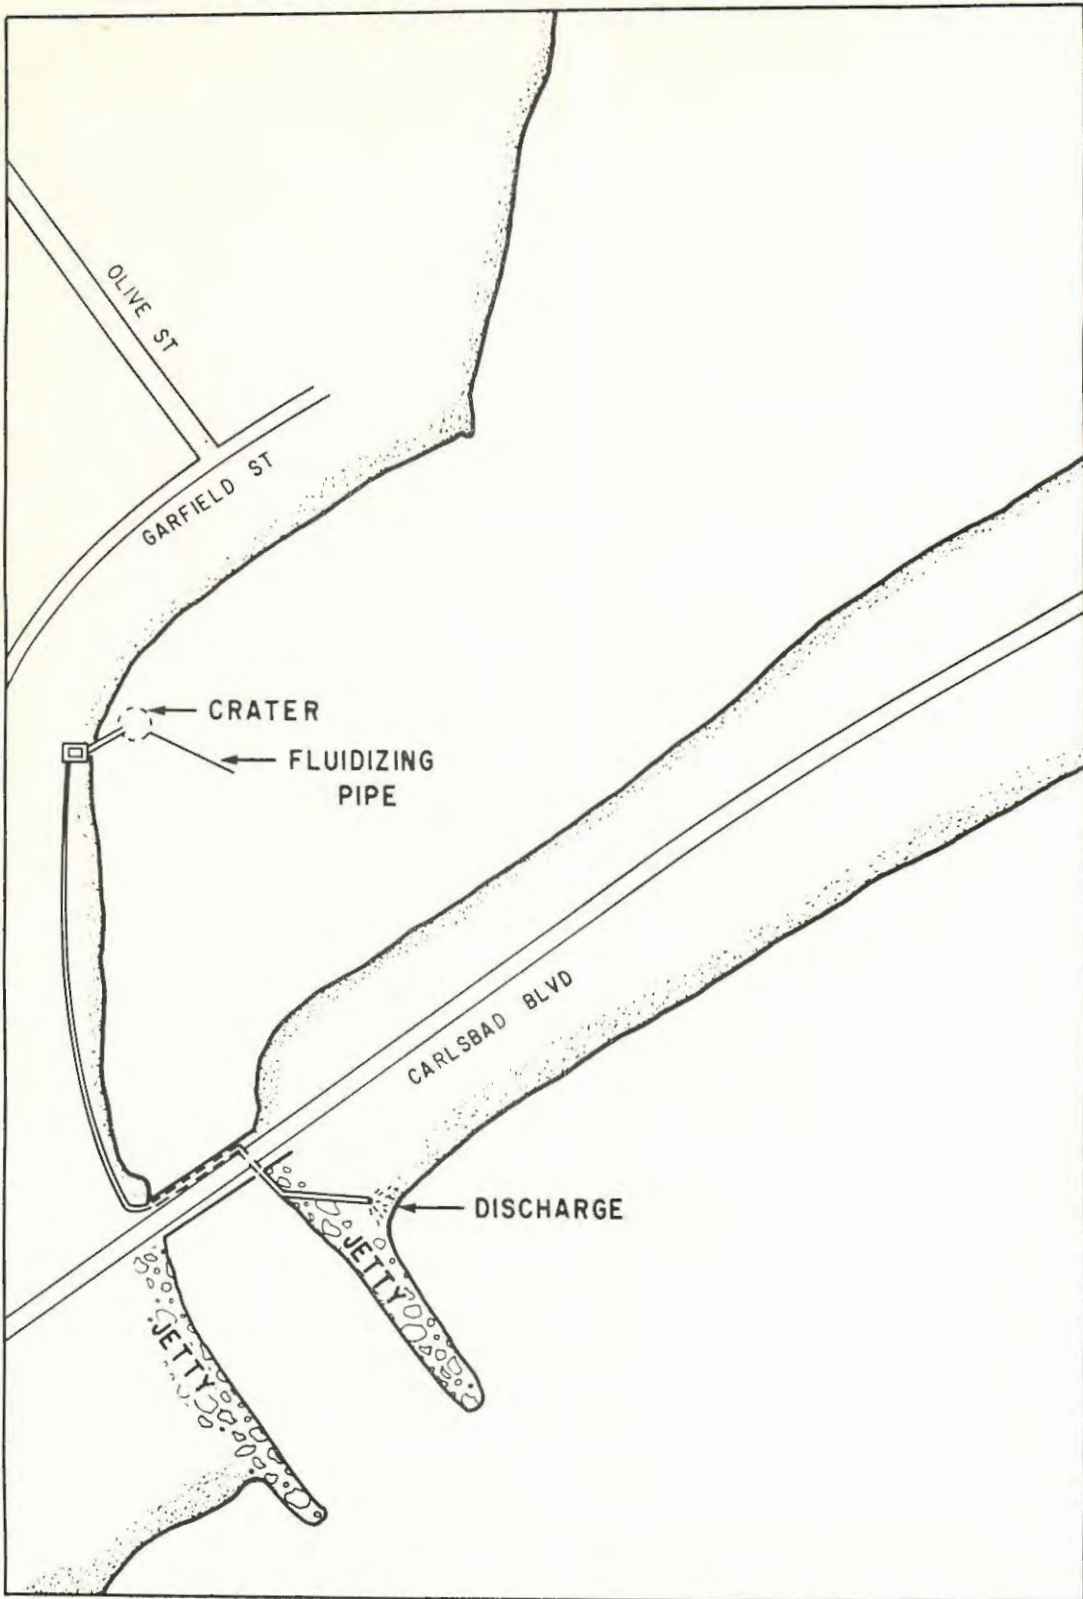 OLIVE ST
GARFIELD ST
CRATER
FLUIDIZING
PIPE
CARLSBAD BLVD
DISCHARGE
JETTY
JETTY